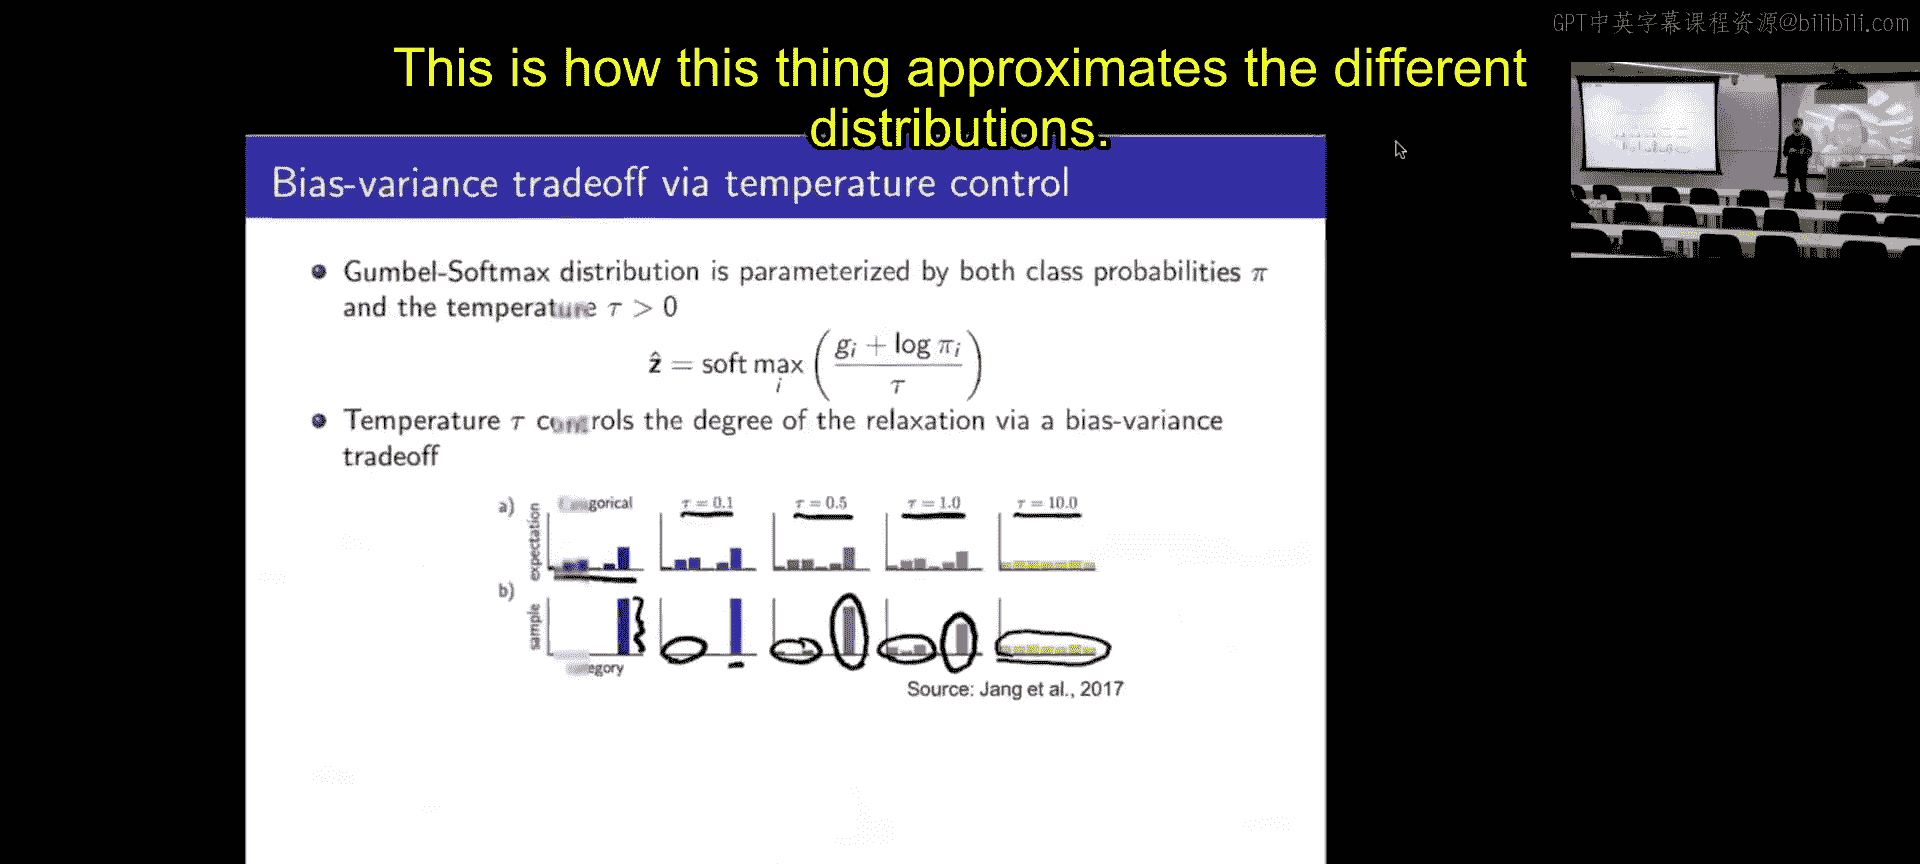 GPT中英字幕课程资源@bilibili.com
This is how this thing approximates the different
distributions.
Bias-variance tradeoff via temperature control
Gumbel-Softmax distribution is parameterized by both class probabilities π
and the temperature τ > 0
ẑ = soft max i ( (g_i + log π_i) / τ )
Temperature τ controls the degree of the relaxation via a bias-variance
tradeoff
a) expectation τ = 0.1 τ = 0.5 τ = 1.0 τ = 10.0
b) sample
Source: Jang et al., 2017